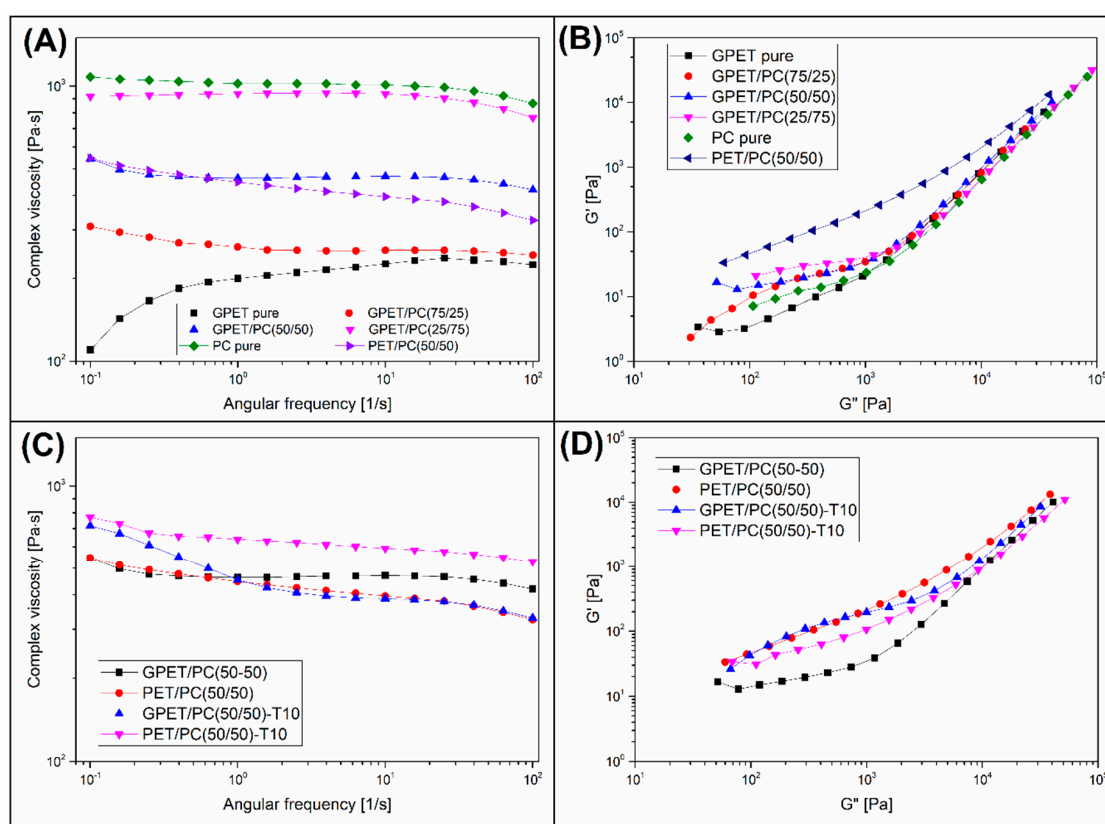 (A)
Complex viscosity [Pa·s]
10³
10²
GPET pure
GPET/PC(75/25)
GPET/PC(50/50)
GPET/PC(25/75)
PC pure
PET/PC(50/50)
10⁻¹ 10⁰ 10¹ 10²
Angular frequency [1/s]
(B)
G' [Pa]
10⁵
10⁴
10³
10²
10¹
10⁰
GPET pure
GPET/PC(75/25)
GPET/PC(50/50)
GPET/PC(25/75)
PC pure
PET/PC(50/50)
10¹ 10² 10³ 10⁴ 10⁵
G" [Pa]
(C)
Complex viscosity [Pa·s]
10³
10²
GPET/PC(50-50)
PET/PC(50/50)
GPET/PC(50/50)-T10
PET/PC(50/50)-T10
10⁻¹ 10⁰ 10¹ 10²
Angular frequency [1/s]
(D)
G' [Pa]
10⁵
10⁴
10³
10²
10¹
10⁰
GPET/PC(50-50)
PET/PC(50/50)
GPET/PC(50/50)-T10
PET/PC(50/50)-T10
10¹ 10² 10³ 10⁴ 10⁵
G" [Pa]